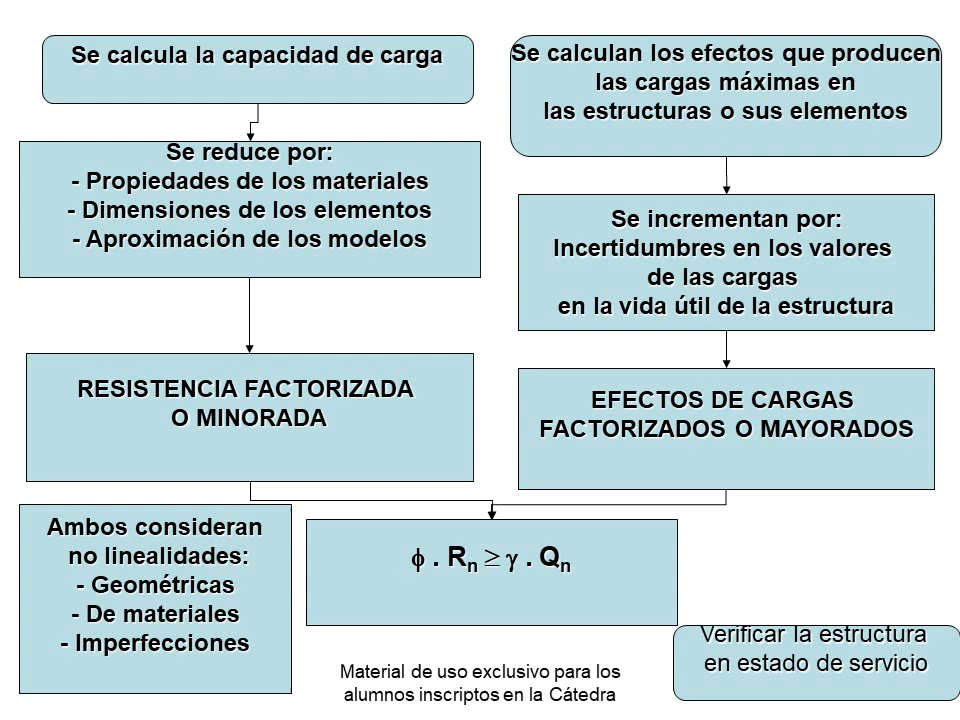 Se calcula la capacidad de carga
Se reduce por:
- Propiedades de los materiales
- Dimensiones de los elementos
- Aproximación de los modelos
RESISTENCIA FACTORIZADA
O MINORADA
Se calculan los efectos que producen
las cargas máximas en
las estructuras o sus elementos
Se incrementan por:
Incertidumbres en los valores
de las cargas
en la vida útil de la estructura
EFECTOS DE CARGAS
FACTORIZADOS O MAYORADOS
Ambos consideran
no linealidades:
- Geométricas
- De materiales
- Imperfecciones
ϕ . Rn ≥ γ . Qn
Verificar la estructura
en estado de servicio
Material de uso exclusivo para los
alumnos inscriptos en la Cátedra